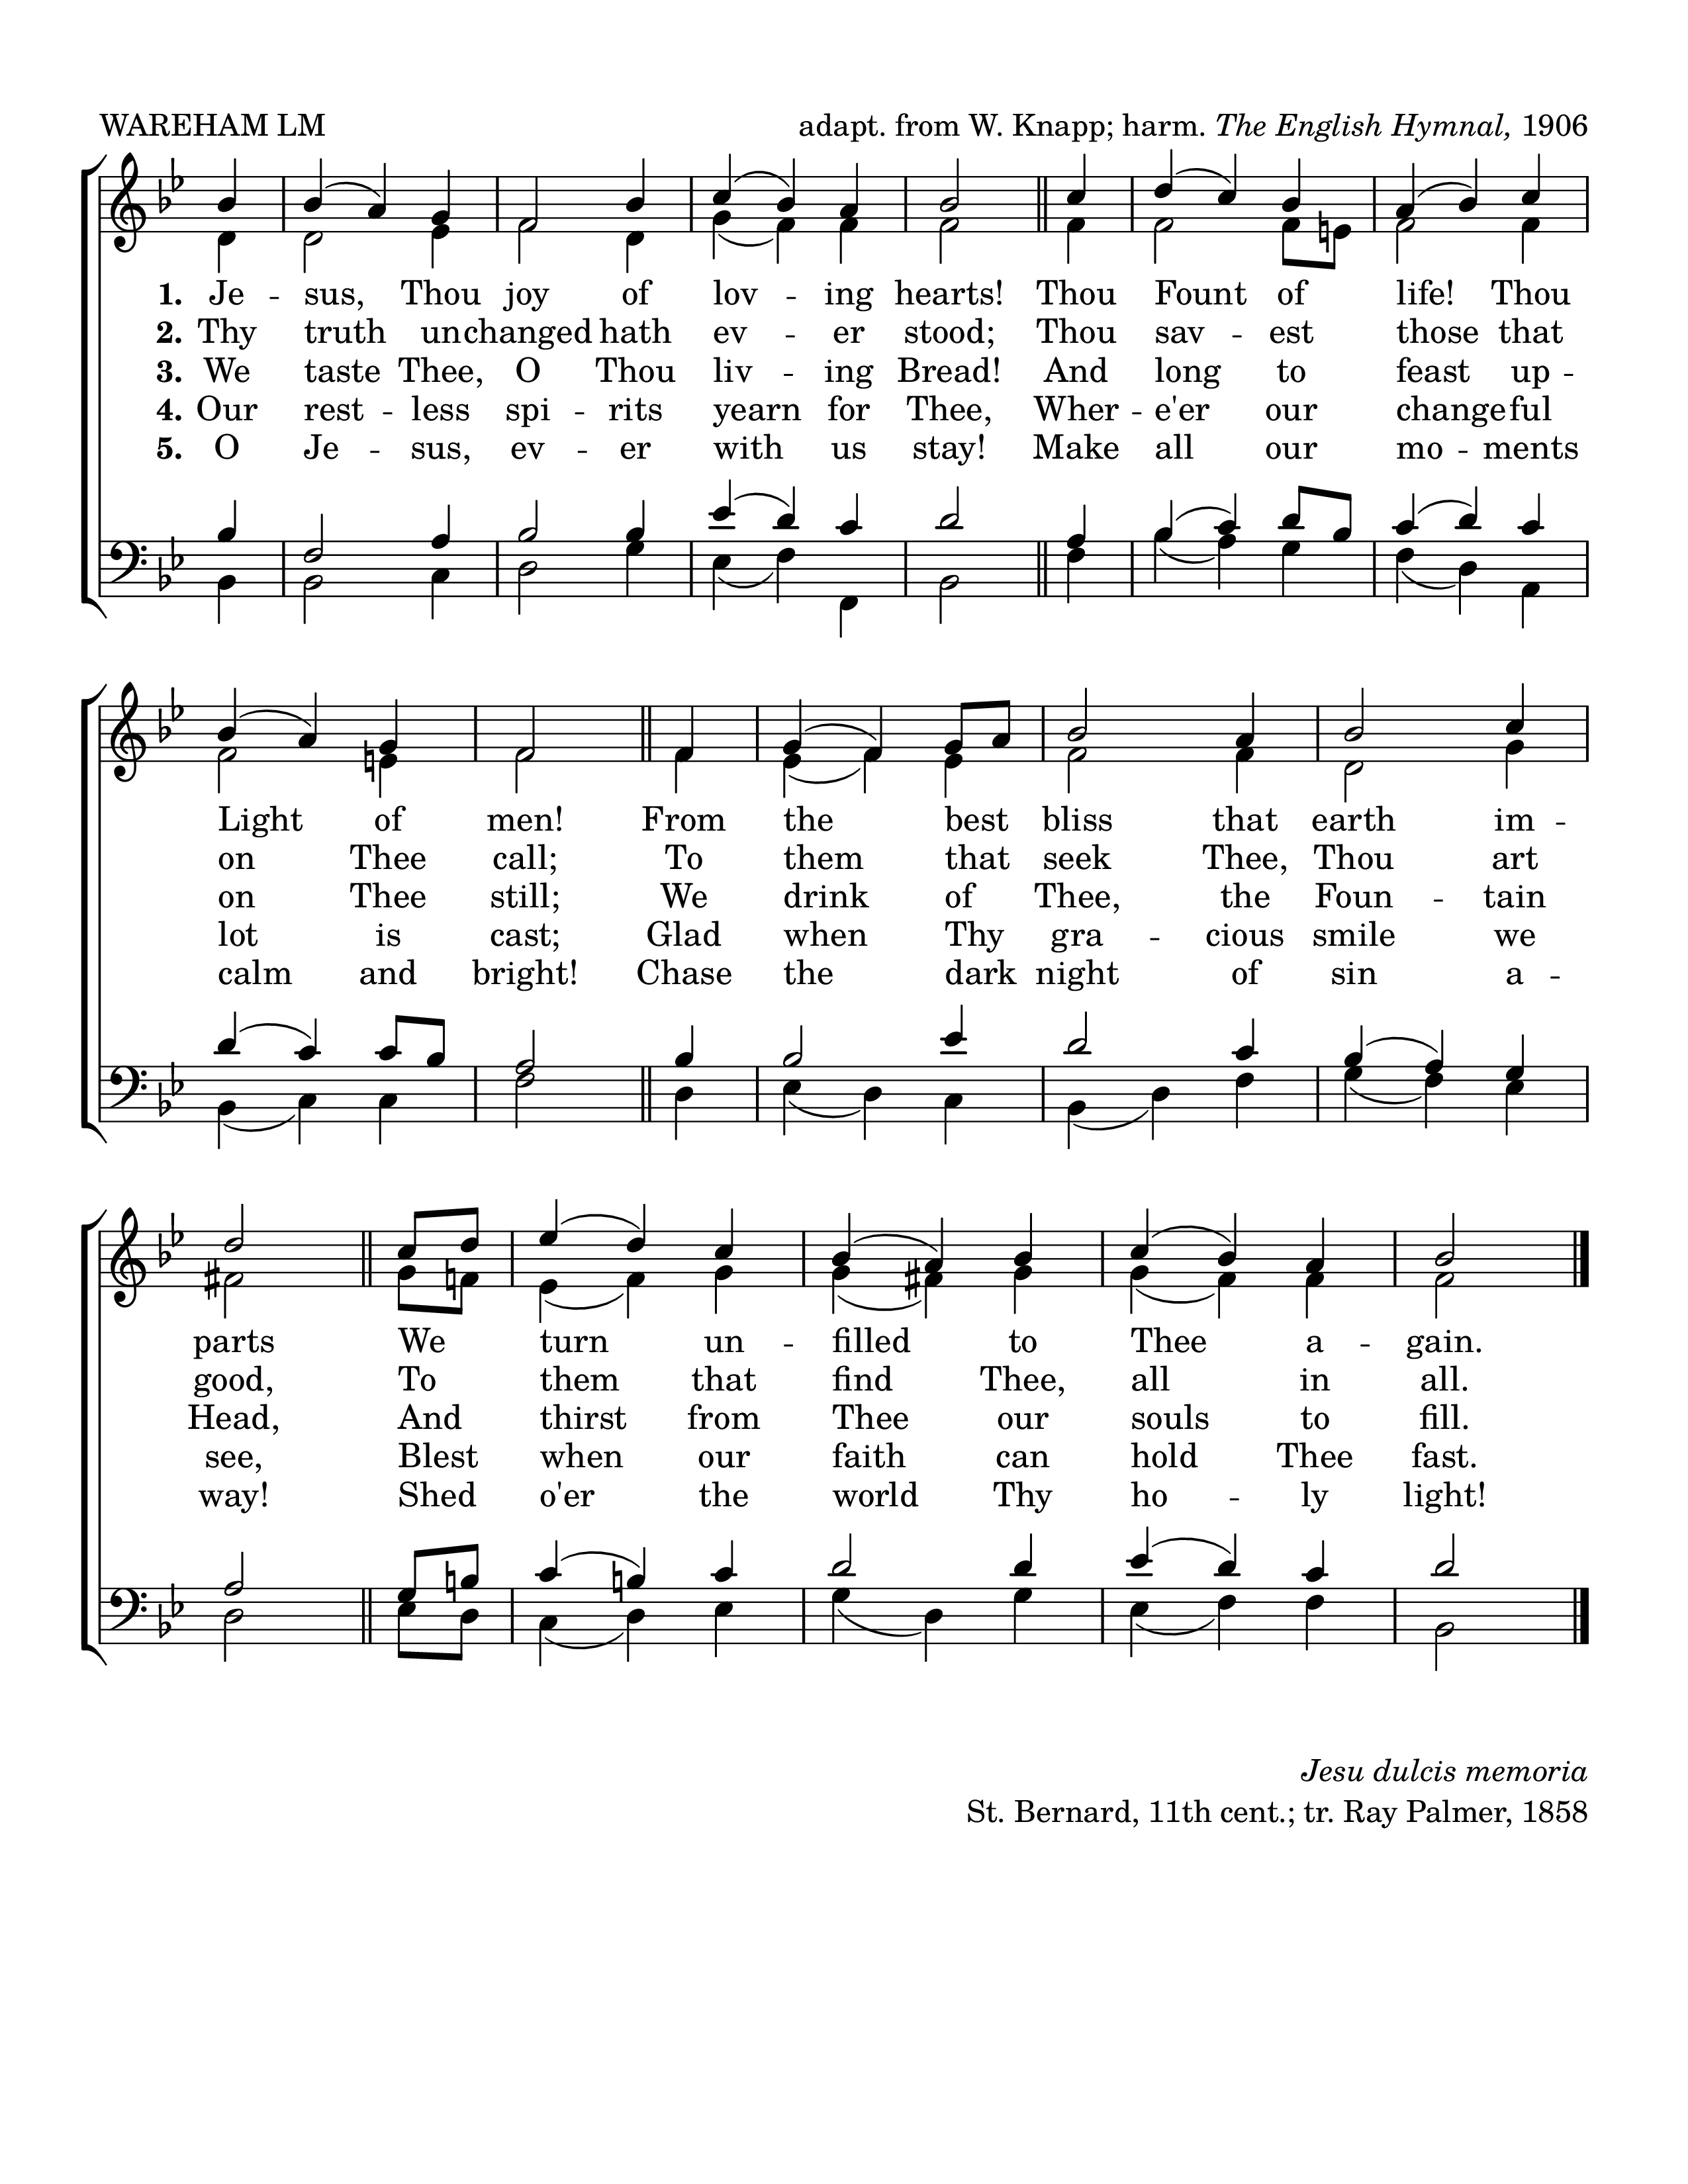 WAREHAM LM adapt. from W. Knapp; harm. The English Hymnal, 1906
1. Je - sus, Thou joy of lov - ing hearts! Thou Fount of life! Thou
2. Thy truth unchanged hath ev - er stood; Thou sav - est those that
3. We taste Thee, O Thou liv - ing Bread! And long to feast up -
4. Our rest - less spi - rits yearn for Thee, Wher - e'er our changeful
5. O Je - sus, ev - er with us stay! Make all our mo - ments
Light of men! From the best bliss that earth im -
on Thee call; To them that seek Thee, Thou art
on Thee still; We drink of Thee, the Foun - tain
lot is cast; Glad when Thy gra - cious smile we
calm and bright! Chase the dark night of sin a -
parts We turn un - filled to Thee a - gain.
good, To them that find Thee, all in all.
Head, And thirst from Thee our souls to fill.
see, Blest when our faith can hold Thee fast.
way! Shed o'er the world Thy ho - ly light!
Jesu dulcis memoria
St. Bernard, 11th cent.; tr. Ray Palmer, 1858